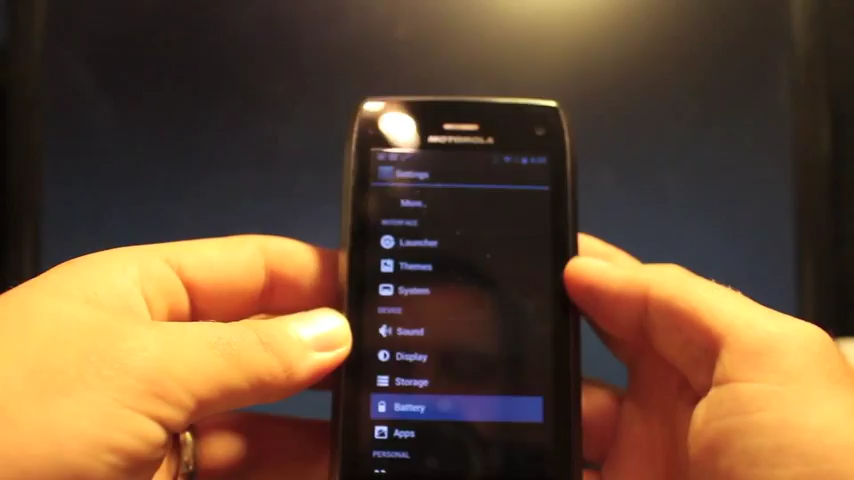 MOTOROLA
Settings
More...
INTERFACE
Launcher
Themes
System
DEVICE
Sound
Display
Storage
Battery
Apps
PERSONAL